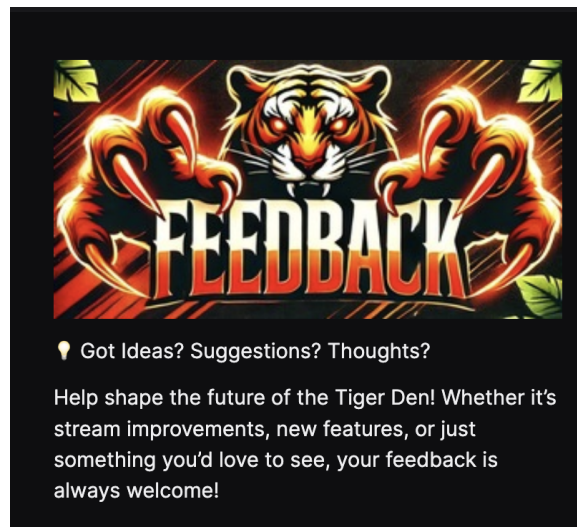 FEEDBACK
💡 Got Ideas? Suggestions? Thoughts?
Help shape the future of the Tiger Den! Whether it’s
stream improvements, new features, or just
something you’d love to see, your feedback is
always welcome!